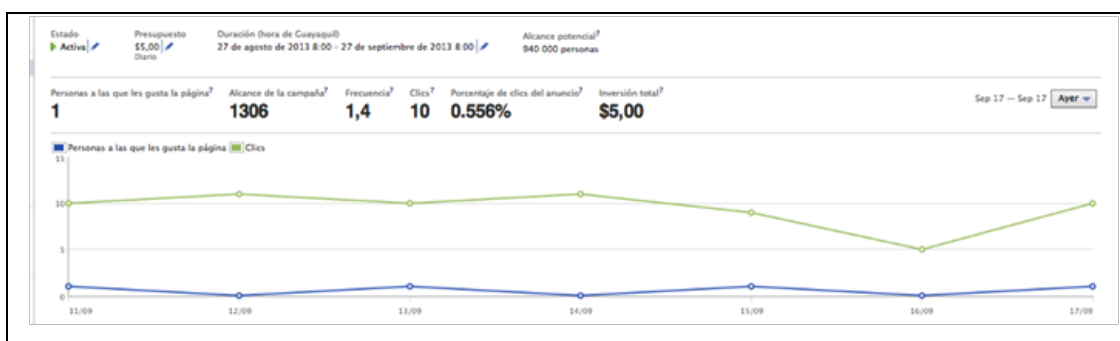 Estado Presupuesto Duración (hora de Guayaquil) Alcance potencial?
Activa $5,00 27 de agosto de 2013 8:00 - 27 de septiembre de 2013 8:00 940 000 personas
Diario
Personas a las que les gusta la página? Alcance de la campaña? Frecuencia? Clics? Porcentaje de clics del anuncio? Inversión total?
1 1306 1,4 10 0.556% $5,00 Sep 17 — Sep 17 Ayer
Personas a las que les gusta la página Clics
15
10
5
0
11/09 12/09 13/09 14/09 15/09 16/09 17/09